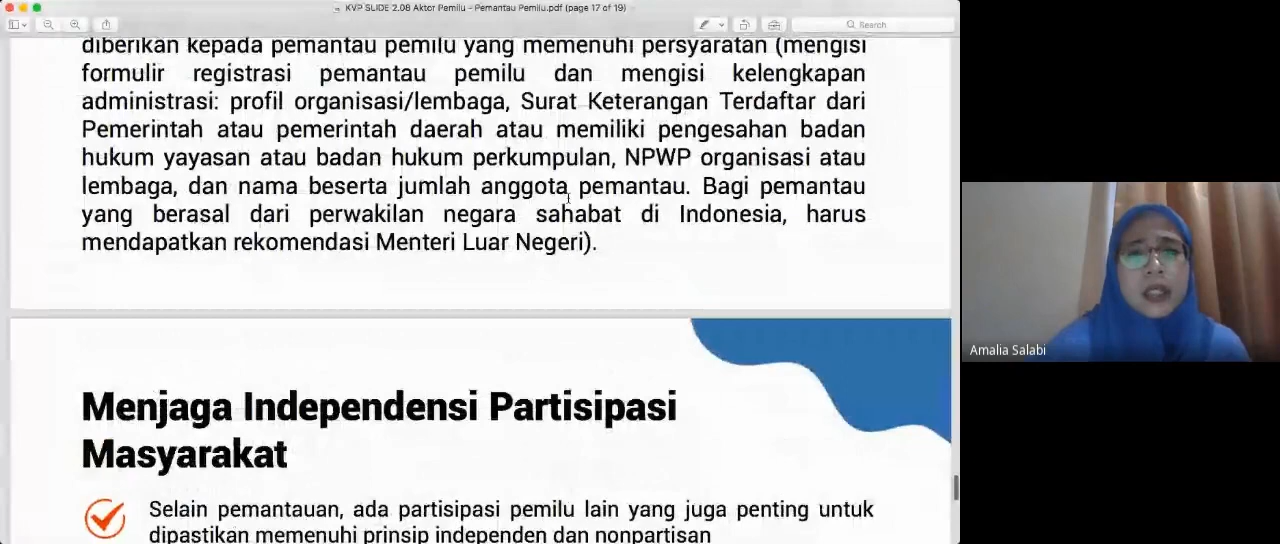 KVP SLIDE 2.08 Aktor Pemilu - Pemantau Pemilu.pdf (page 17 of 19)
Search
diberikan kepada pemantau pemilu yang memenuhi persyaratan (mengisi
formulir registrasi pemantau pemilu dan mengisi kelengkapan
administrasi: profil organisasi/lembaga, Surat Keterangan Terdaftar dari
Pemerintah atau pemerintah daerah atau memiliki pengesahan badan
hukum yayasan atau badan hukum perkumpulan, NPWP organisasi atau
lembaga, dan nama beserta jumlah anggota pemantau. Bagi pemantau
yang berasal dari perwakilan negara sahabat di Indonesia, harus
mendapatkan rekomendasi Menteri Luar Negeri).
Amalia Salabi
Menjaga Independensi Partisipasi
Masyarakat
Selain pemantauan, ada partisipasi pemilu lain yang juga penting untuk
dipastikan memenuhi prinsip independen dan nonpartisan